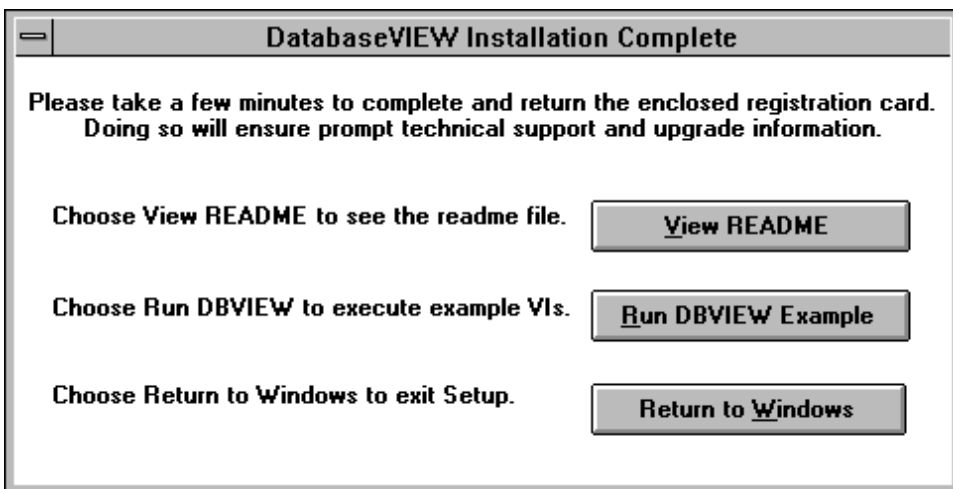 DatabaseVIEW Installation Complete
Please take a few minutes to complete and return the enclosed registration card.
Doing so will ensure prompt technical support and upgrade information.
Choose View README to see the readme file.
View README
Choose Run DBVIEW to execute example VIs.
Run DBVIEW Example
Choose Return to Windows to exit Setup.
Return to Windows